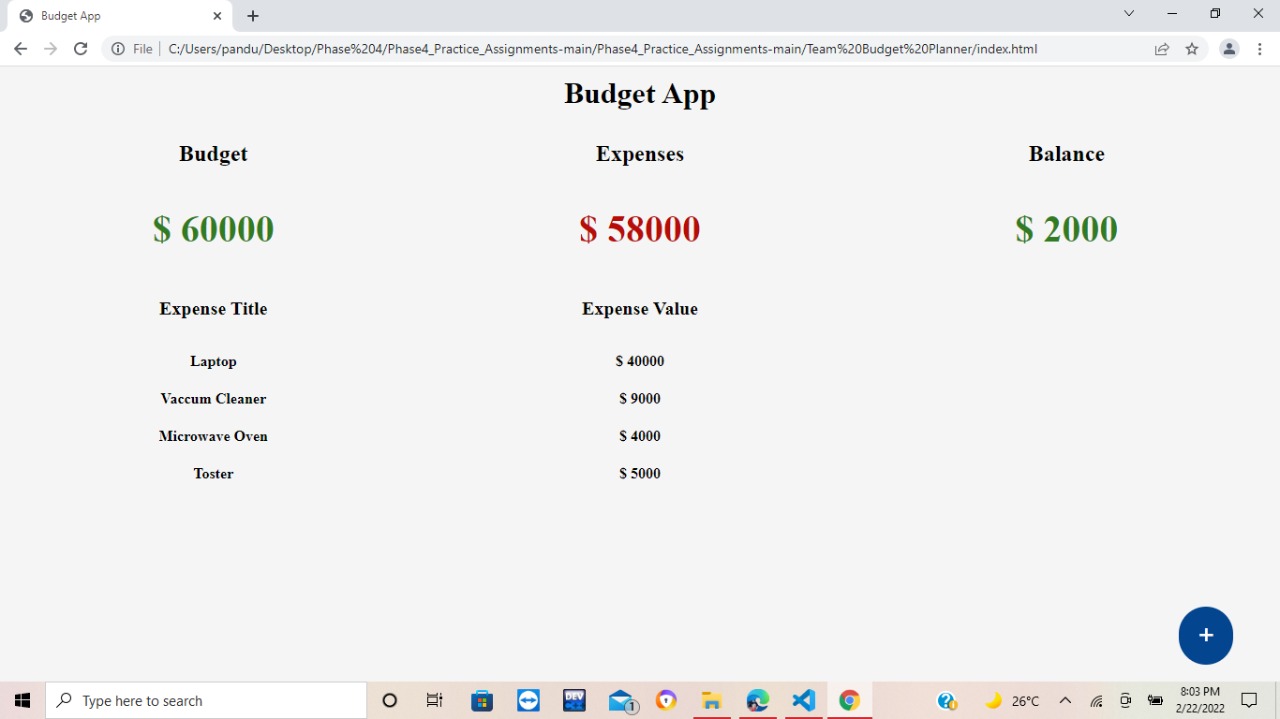 Budget App
File
C:/Users/pandu/Desktop/Phase%204/Phase4_Practice_Assignments-main/Phase4_Practice_Assignments-main/Team%20Budget%20Planner/index.html
Budget App
Budget Expenses Balance
$ 60000 $ 58000 $ 2000
Expense Title Expense Value
Laptop $ 40000
Vaccum Cleaner $ 9000
Microwave Oven $ 4000
Toster $ 5000
+
Type here to search
DEV
1
26°C
8:03 PM
2/22/2022